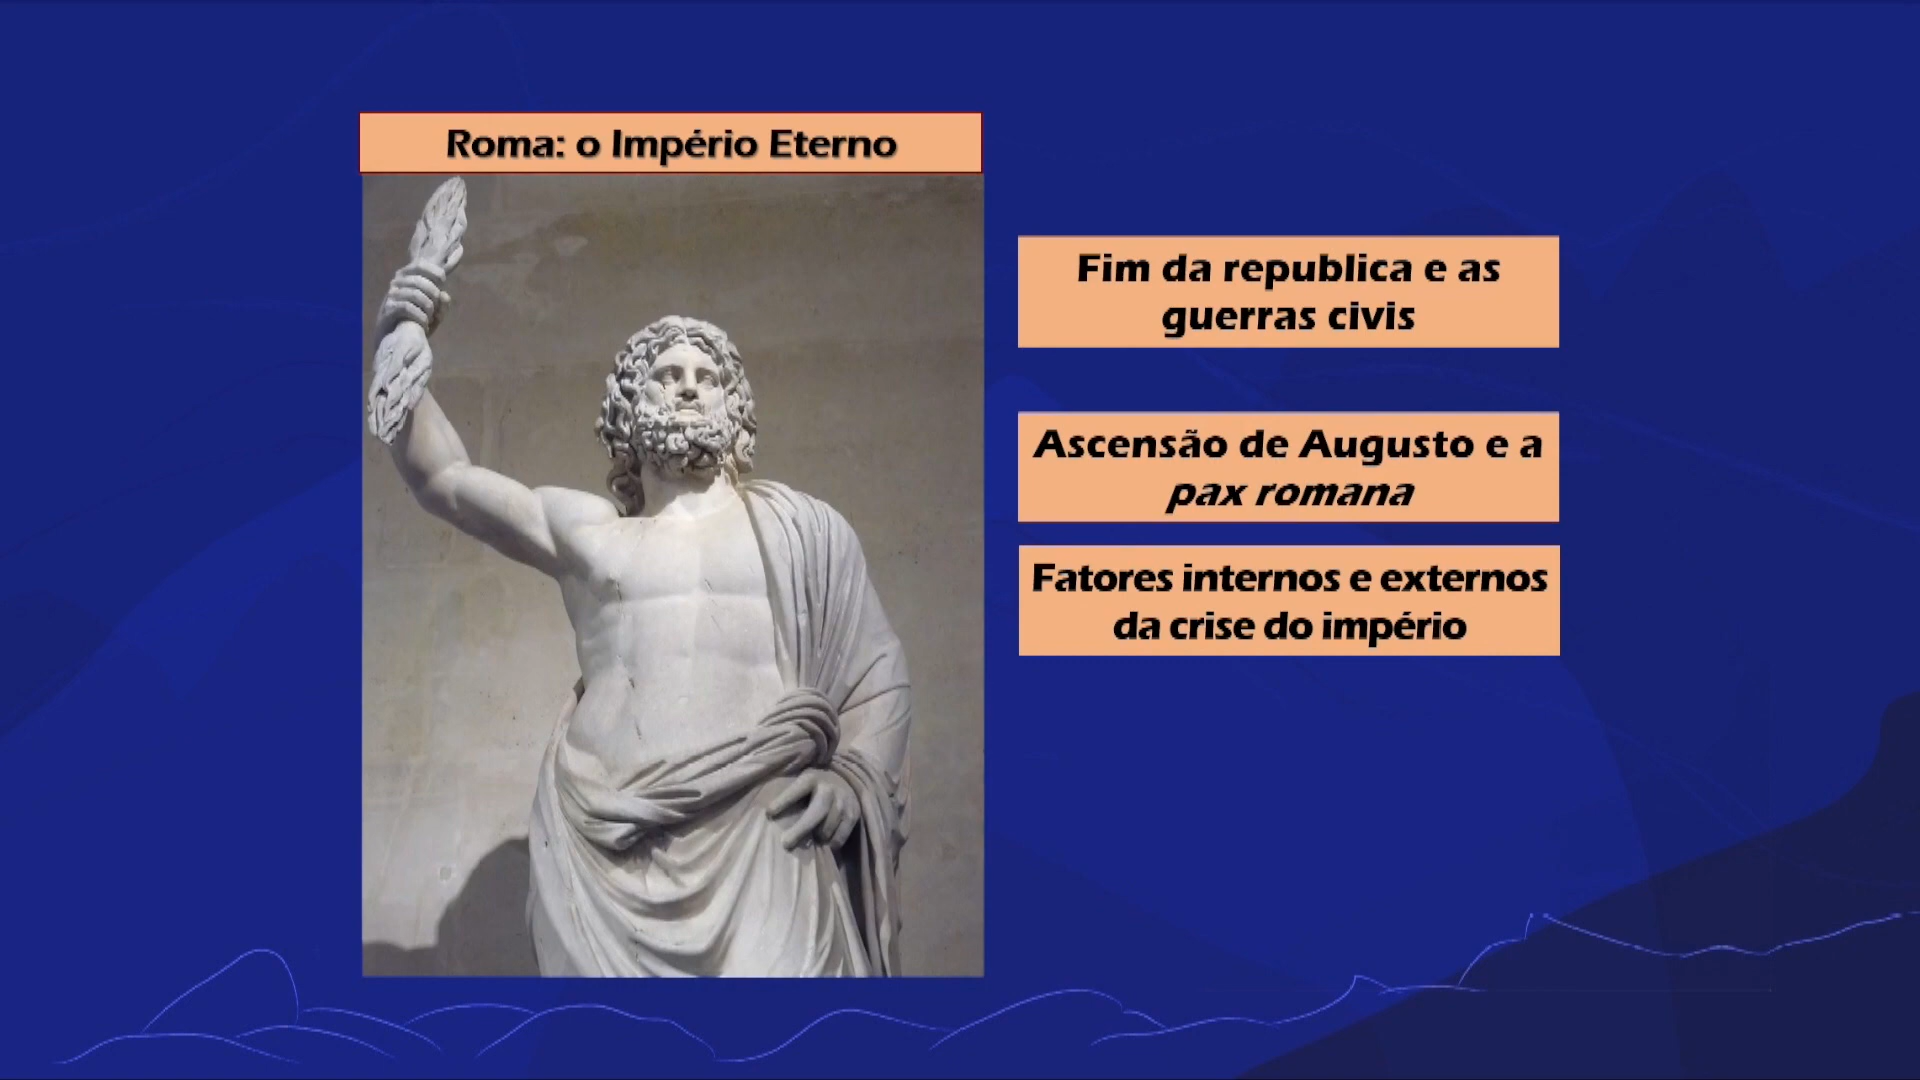 Roma: o Império Eterno
Fim da republica e as
guerras civis
Ascensão de Augusto e a
pax romana
Fatores internos e externos
da crise do império